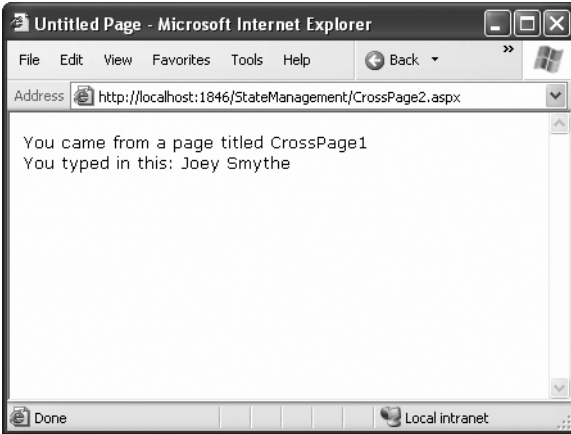 Untitled Page - Microsoft Internet Explorer
File Edit View Favorites Tools Help Back »
Address http://localhost:1846/StateManagement/CrossPage2.aspx
You came from a page titled CrossPage1
You typed in this: Joey Smythe
Done Local intranet